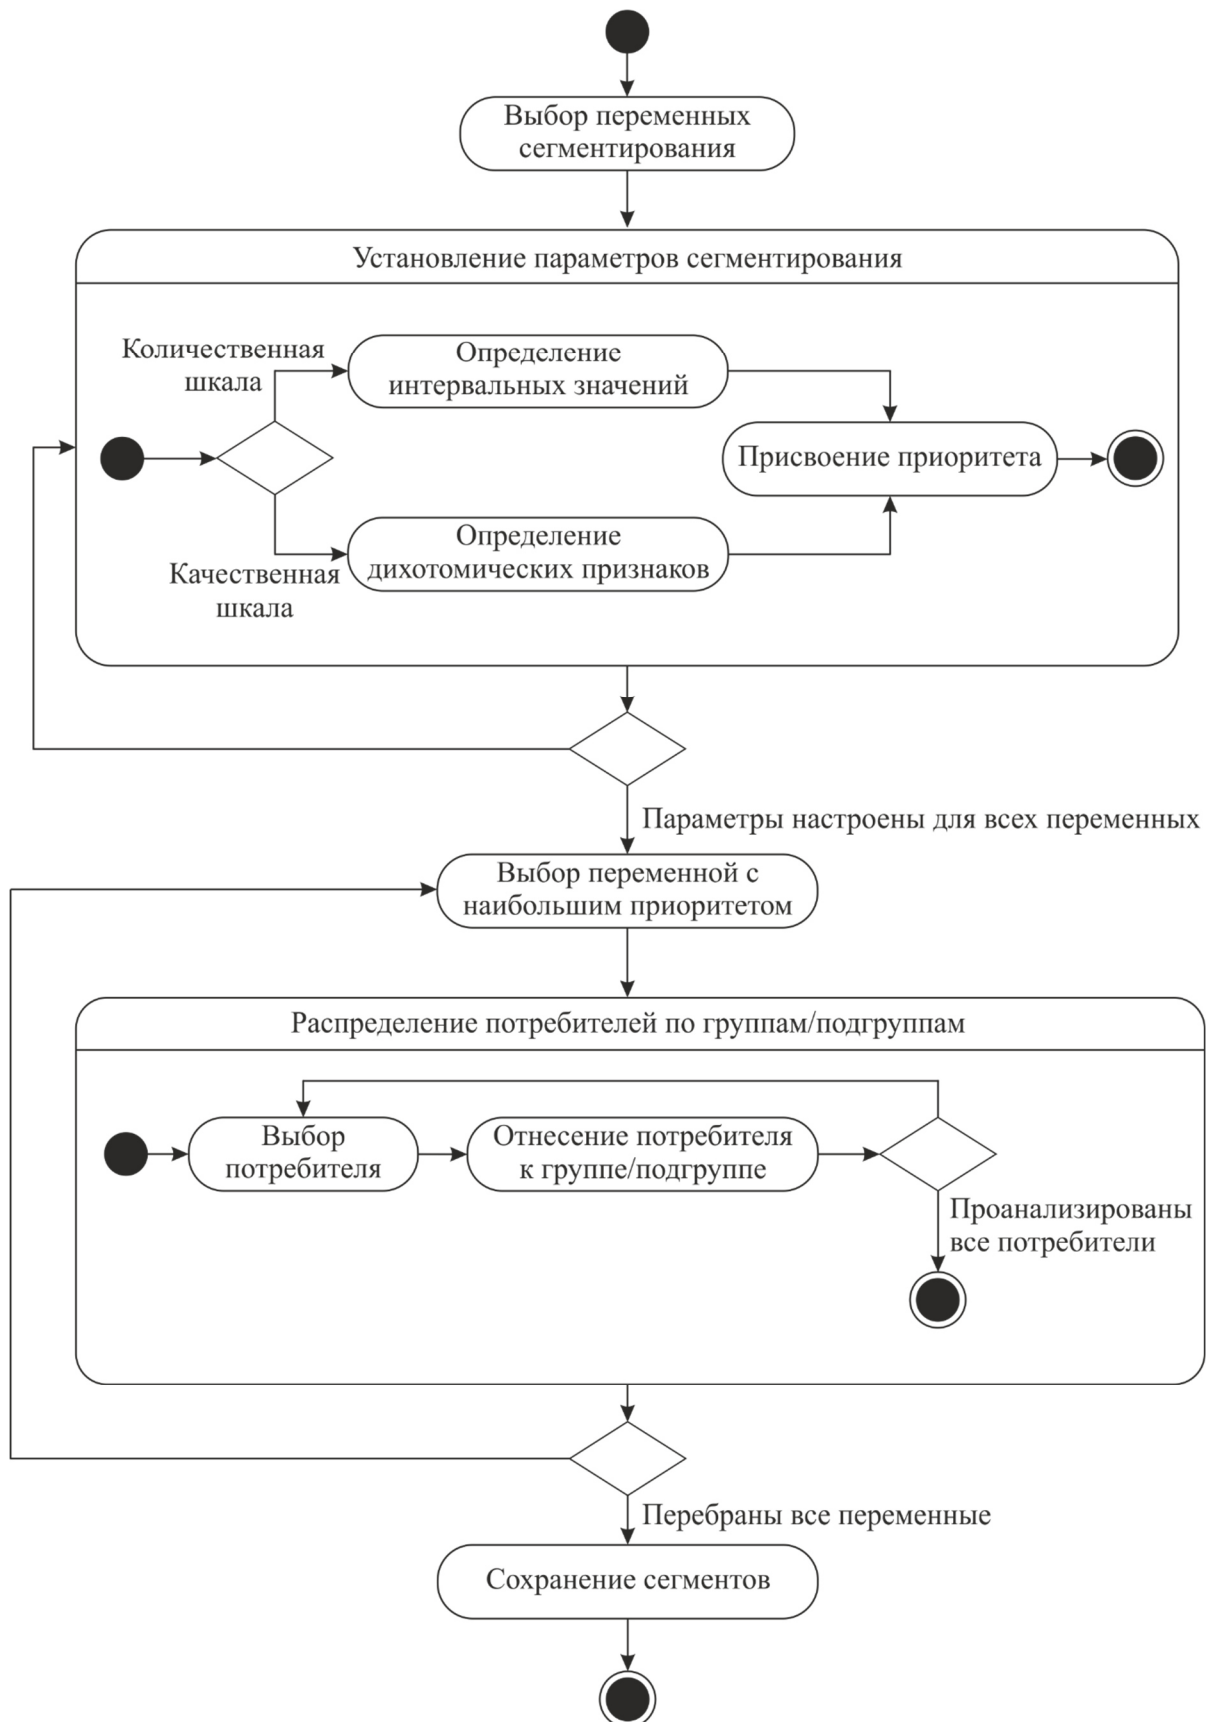 Выбор переменных
сегментирования
Установление параметров сегментирования
Количественная
шкала
Определение
интервальных значений
Присвоение приоритета
Определение
дихотомических признаков
Качественная
шкала
Параметры настроены для всех переменных
Выбор переменной с
наибольшим приоритетом
Распределение потребителей по группам/подгруппам
Выбор
потребителя
Отнесение потребителя
к группе/подгруппе
Проанализированы
все потребители
Перебраны все переменные
Сохранение сегментов